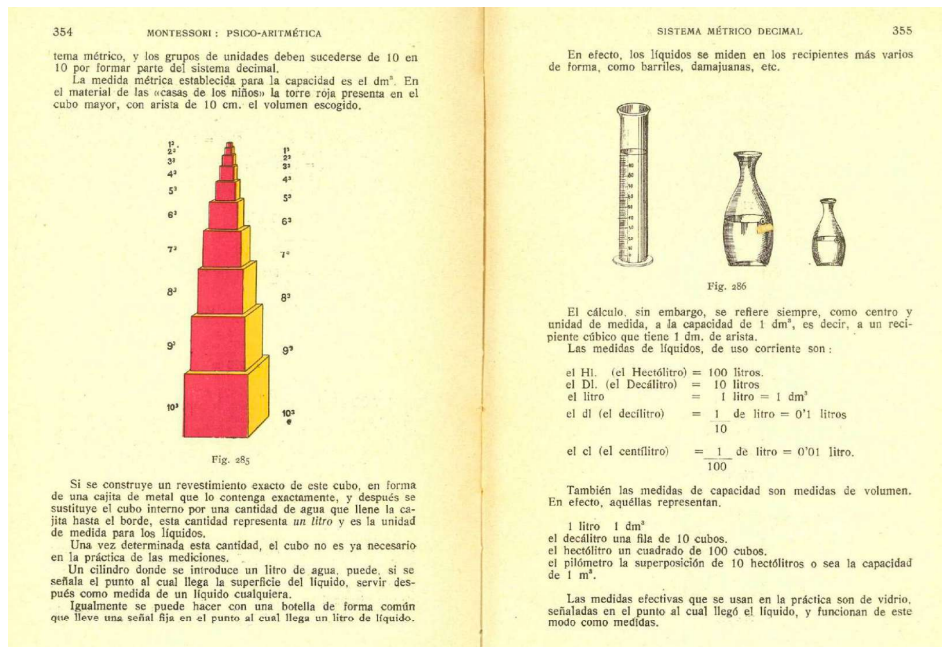 354 MONTESSORI: PSICO-ARITMÉTICA
tema métrico, y los grupos de unidades deben sucederse de 10 en
10 por formar parte del sistema decimal.
La medida métrica establecida para la capacidad es el dm³. En
el material de las «casas de los niños» la torre roja presenta en el
cubo mayor, con arista de 10 cm. el volumen escogido.
1³ 1³
2³ 2³
3³ 3³
4³ 4³
5³ 5³
6³ 6³
7³ 7³
8³ 8³
9³ 9³
10³ 10³
Fig. 285
Si se construye un revestimiento exacto de este cubo, en forma
de una cajita de metal que lo contenga exactamente, y después se
sustituye el cubo interno por una cantidad de agua que llene la ca-
jita hasta el borde, esta cantidad representa un litro y es la unidad
de medida para los líquidos.
Una vez determinada esta cantidad, el cubo no es ya necesario
en la práctica de las mediciones.
Un cilindro donde se introduce un litro de agua, puede, si se
señala el punto al cual llega la superficie del líquido, servir des-
pués como medida de un líquido cualquiera.
Igualmente se puede hacer con una botella de forma común
que lleve una señal fija en el punto al cual llega un litro de líquido.
SISTEMA MÉTRICO DECIMAL 355
En efecto, los líquidos se miden en los recipientes más varios
de forma, como barriles, damajuanas, etc.
Fig. 286
El cálculo, sin embargo, se refiere siempre, como centro y
unidad de medida, a la capacidad de 1 dm³, es decir, a un reci-
piente cúbico que tiene 1 dm. de arista.
Las medidas de líquidos, de uso corriente son:
el Hl. (el Hectólitro) = 100 litros.
el Dl. (el Decálitro) = 10 litros
el litro = 1 litro = 1 dm³
el dl (el decílitro) = 1 de litro = 0'1 litros
10
el cl (el centílitro) = 1 de litro = 0'01 litro.
100
También las medidas de capacidad son medidas de volumen.
En efecto, aquéllas representan.
1 litro 1 dm³
el decálitro una fila de 10 cubos.
el hectólitro un cuadrado de 100 cubos.
el pilómetro la superposición de 10 hectólitros o sea la capacidad
de 1 m³.
Las medidas efectivas que se usan en la práctica son de vidrio,
señaladas en el punto al cual llegó el líquido, y funcionan de este
modo como medidas.